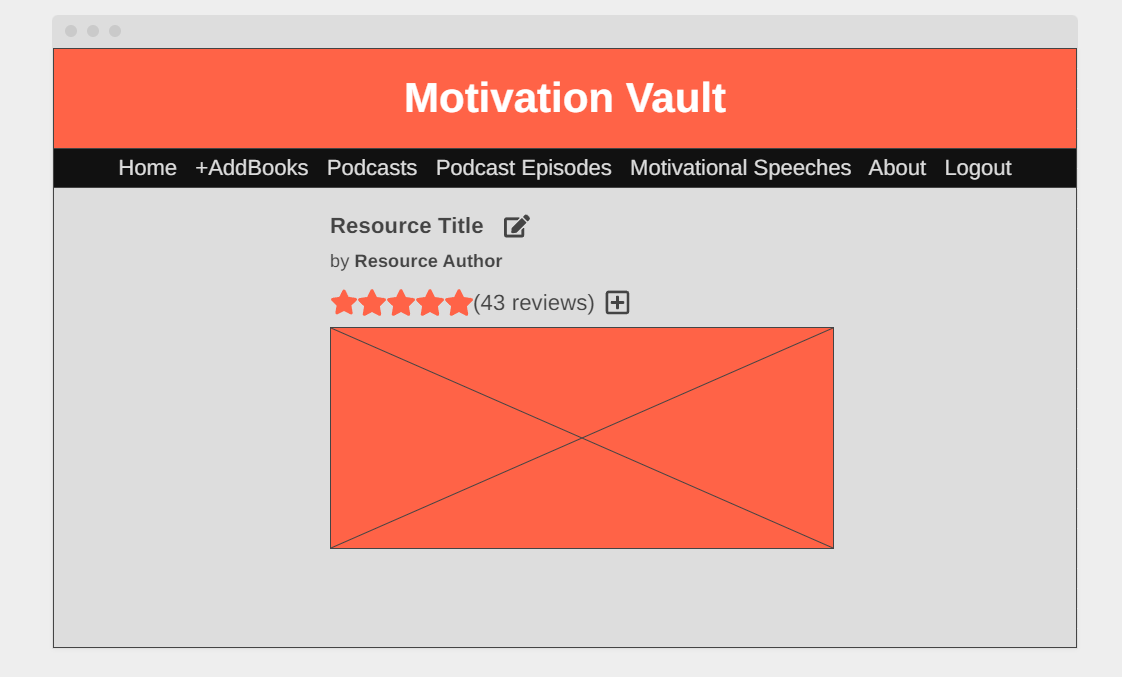 Motivation Vault
Home +AddBooks Podcasts Podcast Episodes Motivational Speeches About Logout
Resource Title
by Resource Author
(43 reviews)